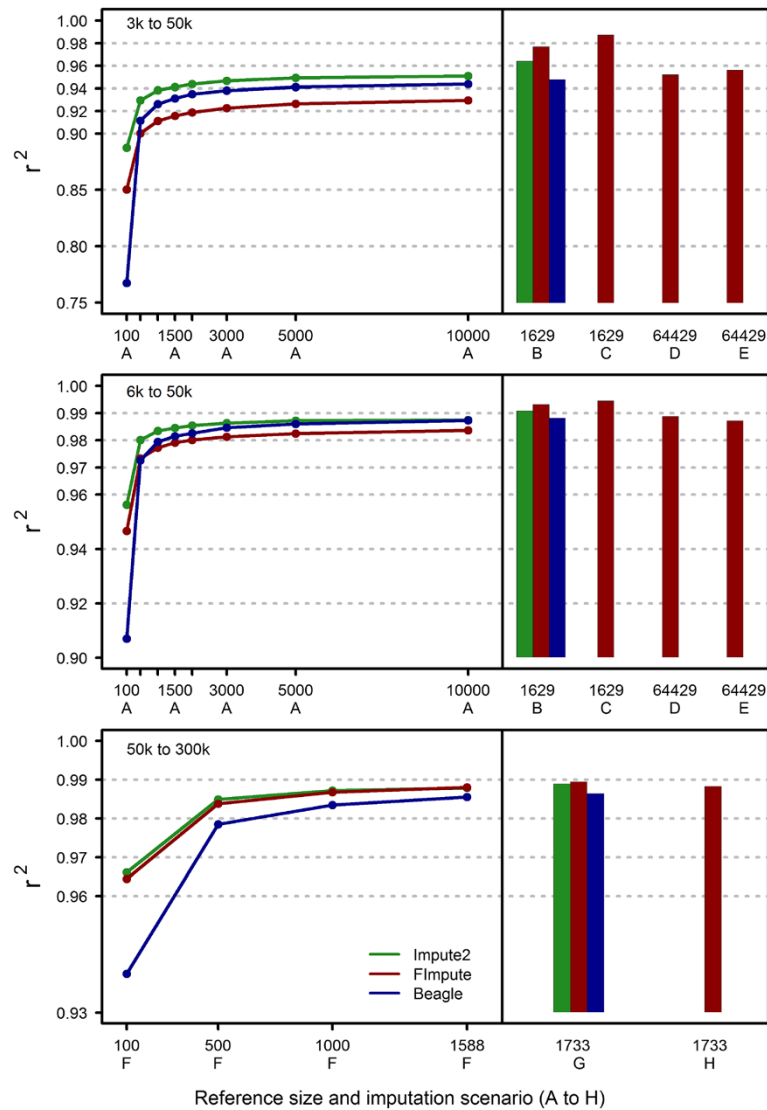 3k to 50k
r 2
1.00
0.98
0.96
0.94
0.92
0.90
0.85
0.80
0.75
100 1500 3000 5000 10000 1629 1629 64429 64429
A A A A A B C D E
6k to 50k
r 2
1.00
0.99
0.98
0.97
0.96
0.94
0.92
0.90
100 1500 3000 5000 10000 1629 1629 64429 64429
A A A A A B C D E
50k to 300k
r 2
1.00
0.99
0.98
0.97
0.96
0.93
Impute2
FImpute
Beagle
100 500 1000 1588 1733 1733
F F F F G H
Reference size and imputation scenario (A to H)